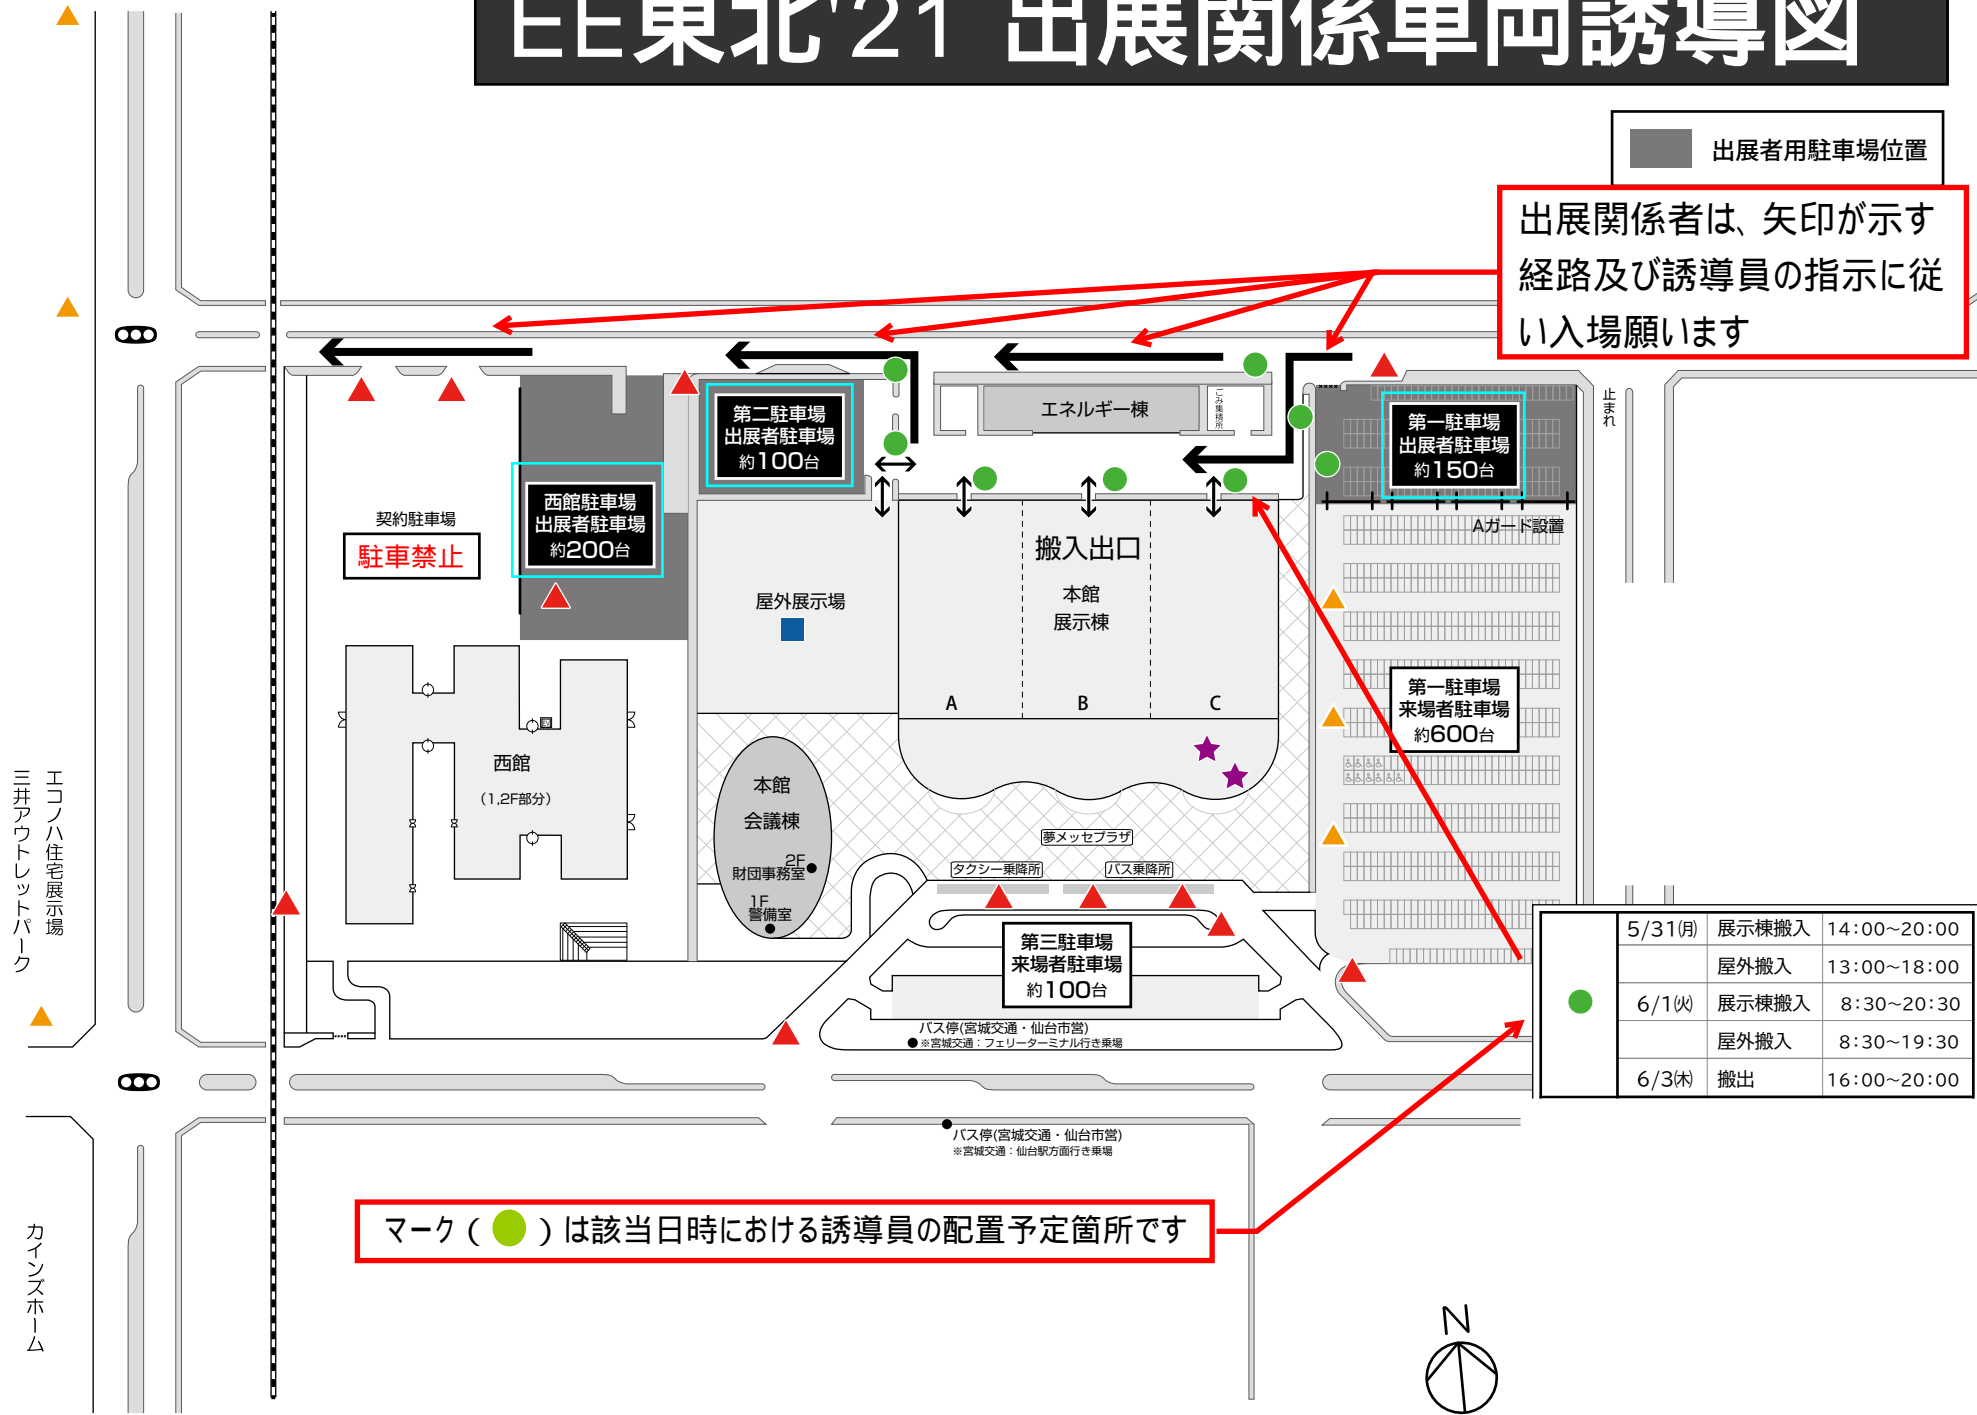 EE東北'21 出展関係車両誘導図
出展者用駐車場位置
出展関係者は、矢印が示す
経路及び誘導員の指示に従
い入場願います
止まれ
エネルギー棟
ごみ集積所
第二駐車場
出展者駐車場
約100台
第一駐車場
出展者駐車場
約150台
西館駐車場
出展者駐車場
約200台
契約駐車場
駐車禁止
Aガード設置
搬入出口
本館
展示棟
屋外展示場
A
B
C
第一駐車場
来場者駐車場
約600台
西館
(1,2F部分)
本館
会議棟
2F
財団事務室
1F
警備室
夢メッセプラザ
タクシー乗降所
バス乗降所
エコノハ住宅展示場
三井アウトレットパーク
第三駐車場
来場者駐車場
約100台
バス停(宮城交通・仙台市営)
※宮城交通：フェリーターミナル行き乗場
5/31(月) 展示棟搬入 14:00~20:00
屋外搬入 13:00~18:00
6/1(火) 展示棟搬入 8:30~20:30
屋外搬入 8:30~19:30
6/3(木) 搬出 16:00~20:00
バス停(宮城交通・仙台市営)
※宮城交通：仙台駅方面行き乗場
マーク（●）は該当日時における誘導員の配置予定箇所です
カインズホーム
N